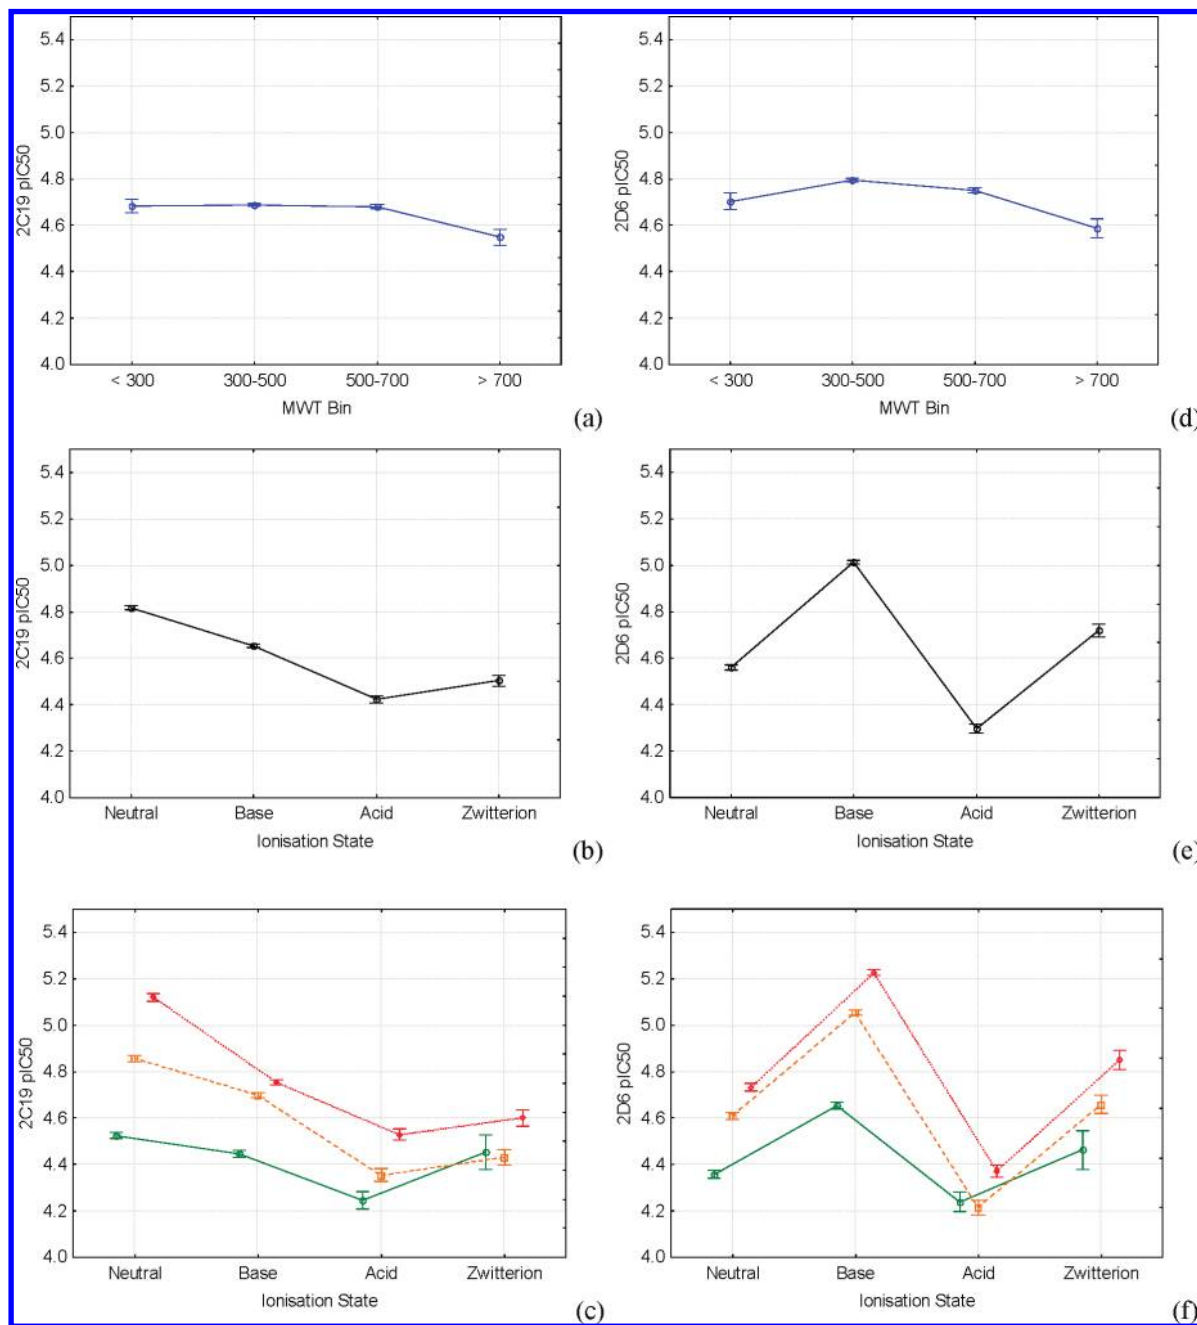 5.4
5.2
5.0
4.8
4.6
4.4
4.2
4.0
2C19 pIC50
< 300 300-500 500-700 > 700
MWT Bin
(a)
5.4
5.2
5.0
4.8
4.6
4.4
4.2
4.0
2D6 pIC50
< 300 300-500 500-700 > 700
MWT Bin
(d)
5.4
5.2
5.0
4.8
4.6
4.4
4.2
4.0
2C19 pIC50
Neutral Base Acid Zwitterion
Ionisation State
(b)
5.4
5.2
5.0
4.8
4.6
4.4
4.2
4.0
2D6 pIC50
Neutral Base Acid Zwitterion
Ionisation State
(e)
5.4
5.2
5.0
4.8
4.6
4.4
4.2
4.0
2C19 pIC50
Neutral Base Acid Zwitterion
Ionisation State
(c)
5.4
5.2
5.0
4.8
4.6
4.4
4.2
4.0
2D6 pIC50
Neutral Base Acid Zwitterion
Ionisation State
(f)